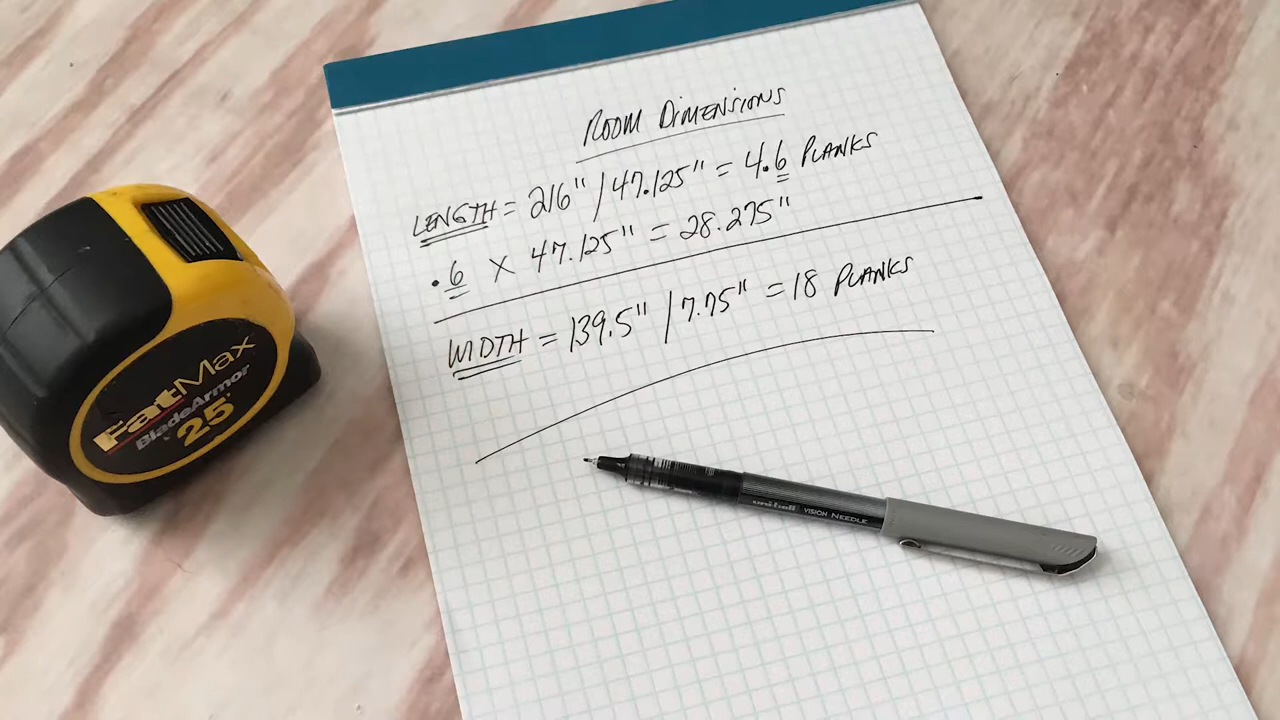 ROOM DIMENSIONS
LENGTH = 216" / 47.125" = 4.6 PLANKS
.6 X 47.125" = 28.275"
WIDTH = 139.5" / 7.75" = 18 PLANKS
FatMax
BladeArmor
25'
uni-ball VISION NEEDLE